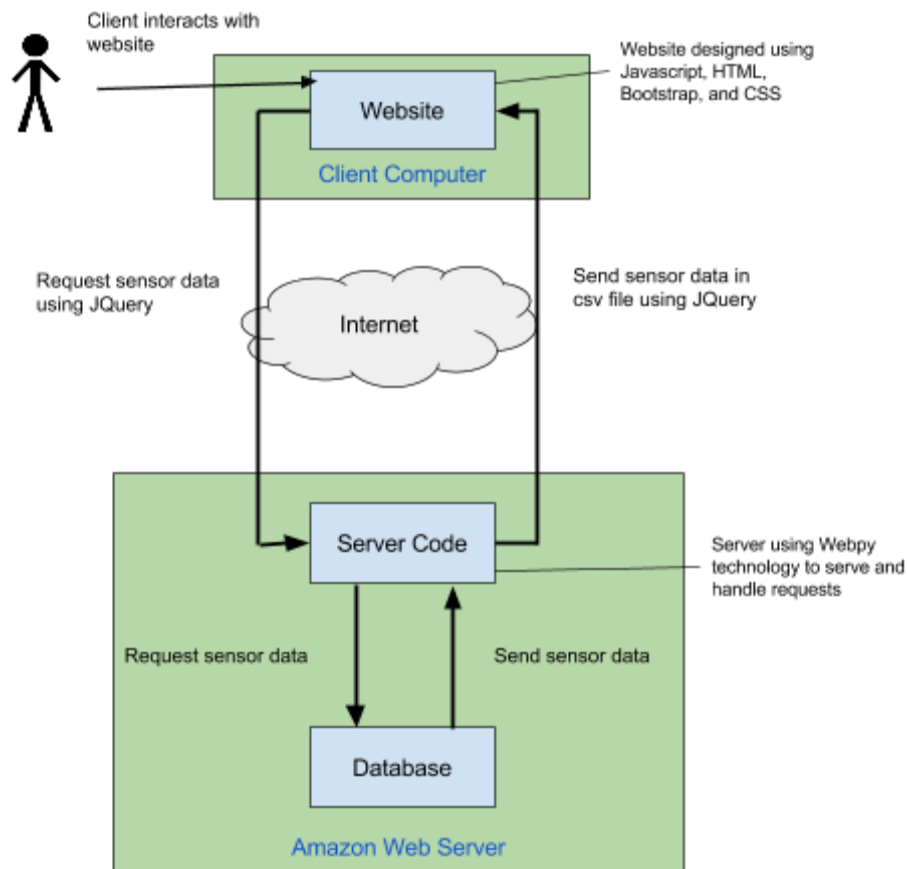 Client interacts with
website
Website designed using
Javascript, HTML,
Bootstrap, and CSS
Website
Client Computer
Request sensor data
using JQuery
Send sensor data in
csv file using JQuery
Internet
Server Code
Server using Webpy
technology to serve and
handle requests
Request sensor data
Send sensor data
Database
Amazon Web Server